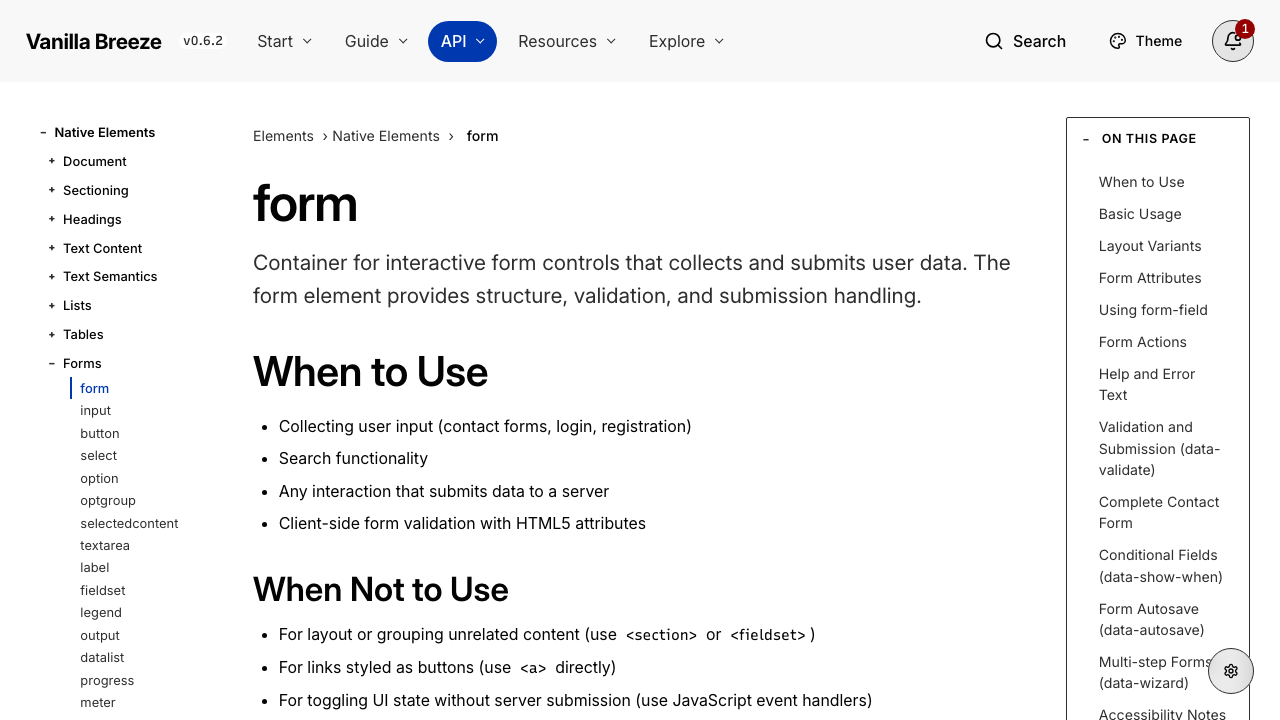 Vanilla Breeze v0.6.2 Start Guide API Resources Explore Search Theme 1
– Native Elements
+ Document
+ Sectioning
+ Headings
+ Text Content
+ Text Semantics
+ Lists
+ Tables
– Forms
form
input
button
select
option
optgroup
selectedcontent
textarea
label
fieldset
legend
output
datalist
progress
meter
Elements › Native Elements › form
form
Container for interactive form controls that collects and submits user data. The
form element provides structure, validation, and submission handling.
When to Use
• Collecting user input (contact forms, login, registration)
• Search functionality
• Any interaction that submits data to a server
• Client-side form validation with HTML5 attributes
When Not to Use
• For layout or grouping unrelated content (use <section> or <fieldset> )
• For links styled as buttons (use <a> directly)
• For toggling UI state without server submission (use JavaScript event handlers)
– ON THIS PAGE
When to Use
Basic Usage
Layout Variants
Form Attributes
Using form-field
Form Actions
Help and Error
Text
Validation and
Submission (data-
validate)
Complete Contact
Form
Conditional Fields
(data-show-when)
Form Autosave
(data-autosave)
Multi-step Forms
(data-wizard)
Accessibility Notes